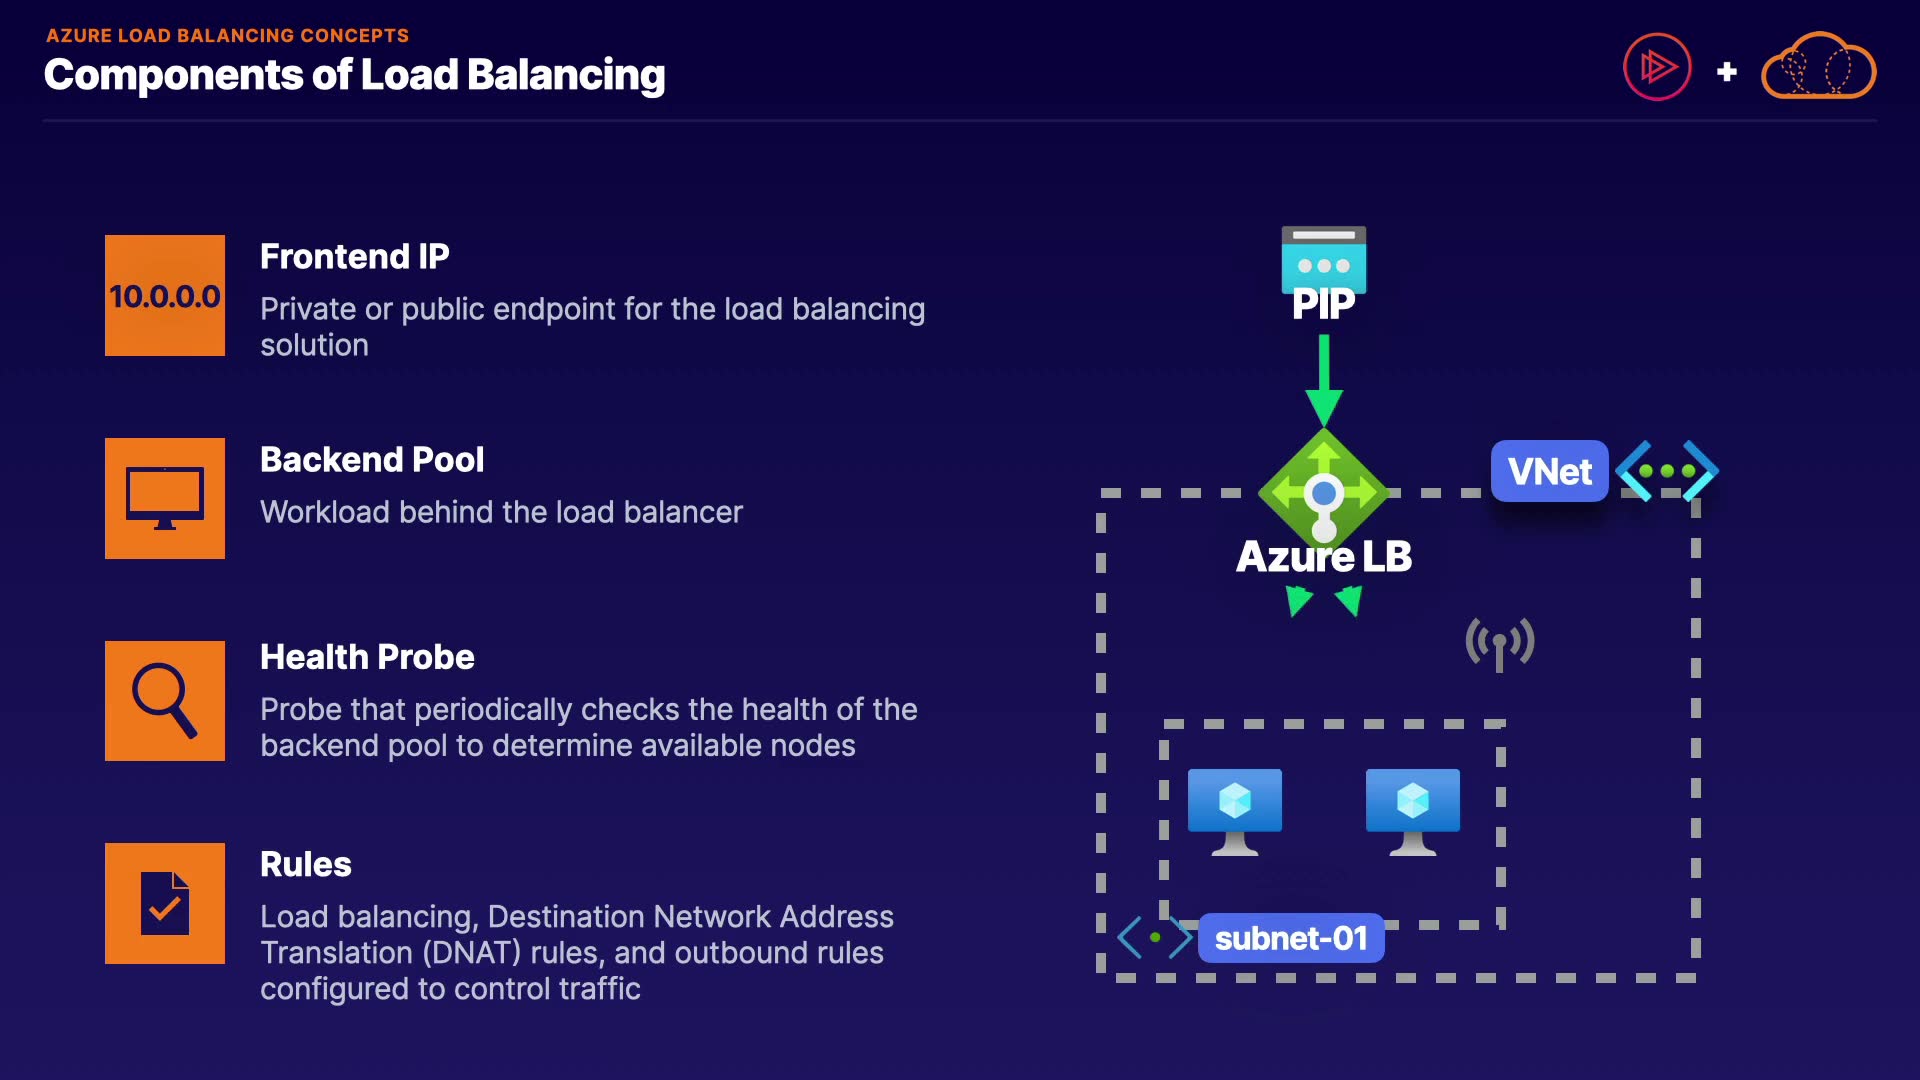 AZURE LOAD BALANCING CONCEPTS
Components of Load Balancing
10.0.0.0
Frontend IP
Private or public endpoint for the load balancing
solution
Backend Pool
Workload behind the load balancer
Health Probe
Probe that periodically checks the health of the
backend pool to determine available nodes
Rules
Load balancing, Destination Network Address
Translation (DNAT) rules, and outbound rules
configured to control traffic
PIP
VNet
Azure LB
subnet-01